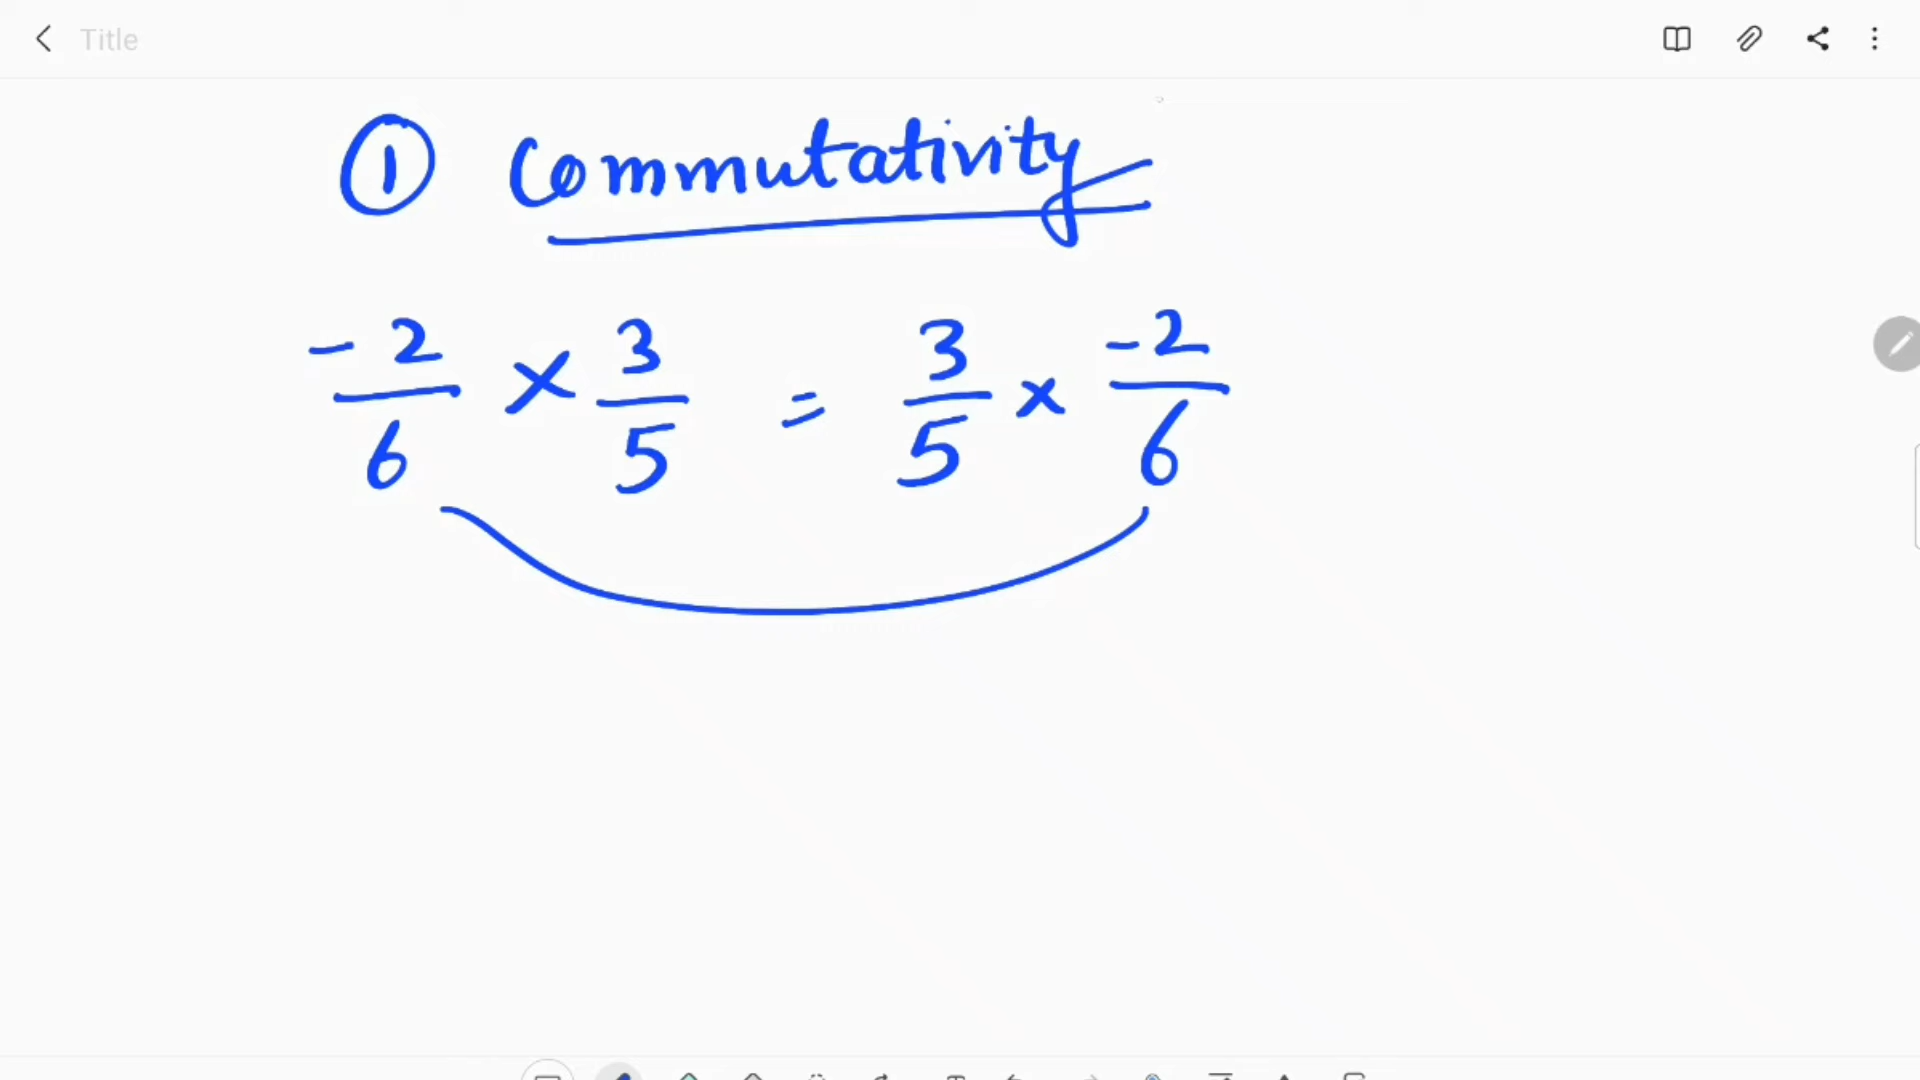 Title
① Commutativity
-2/6 × 3/5 = 3/5 × -2/6